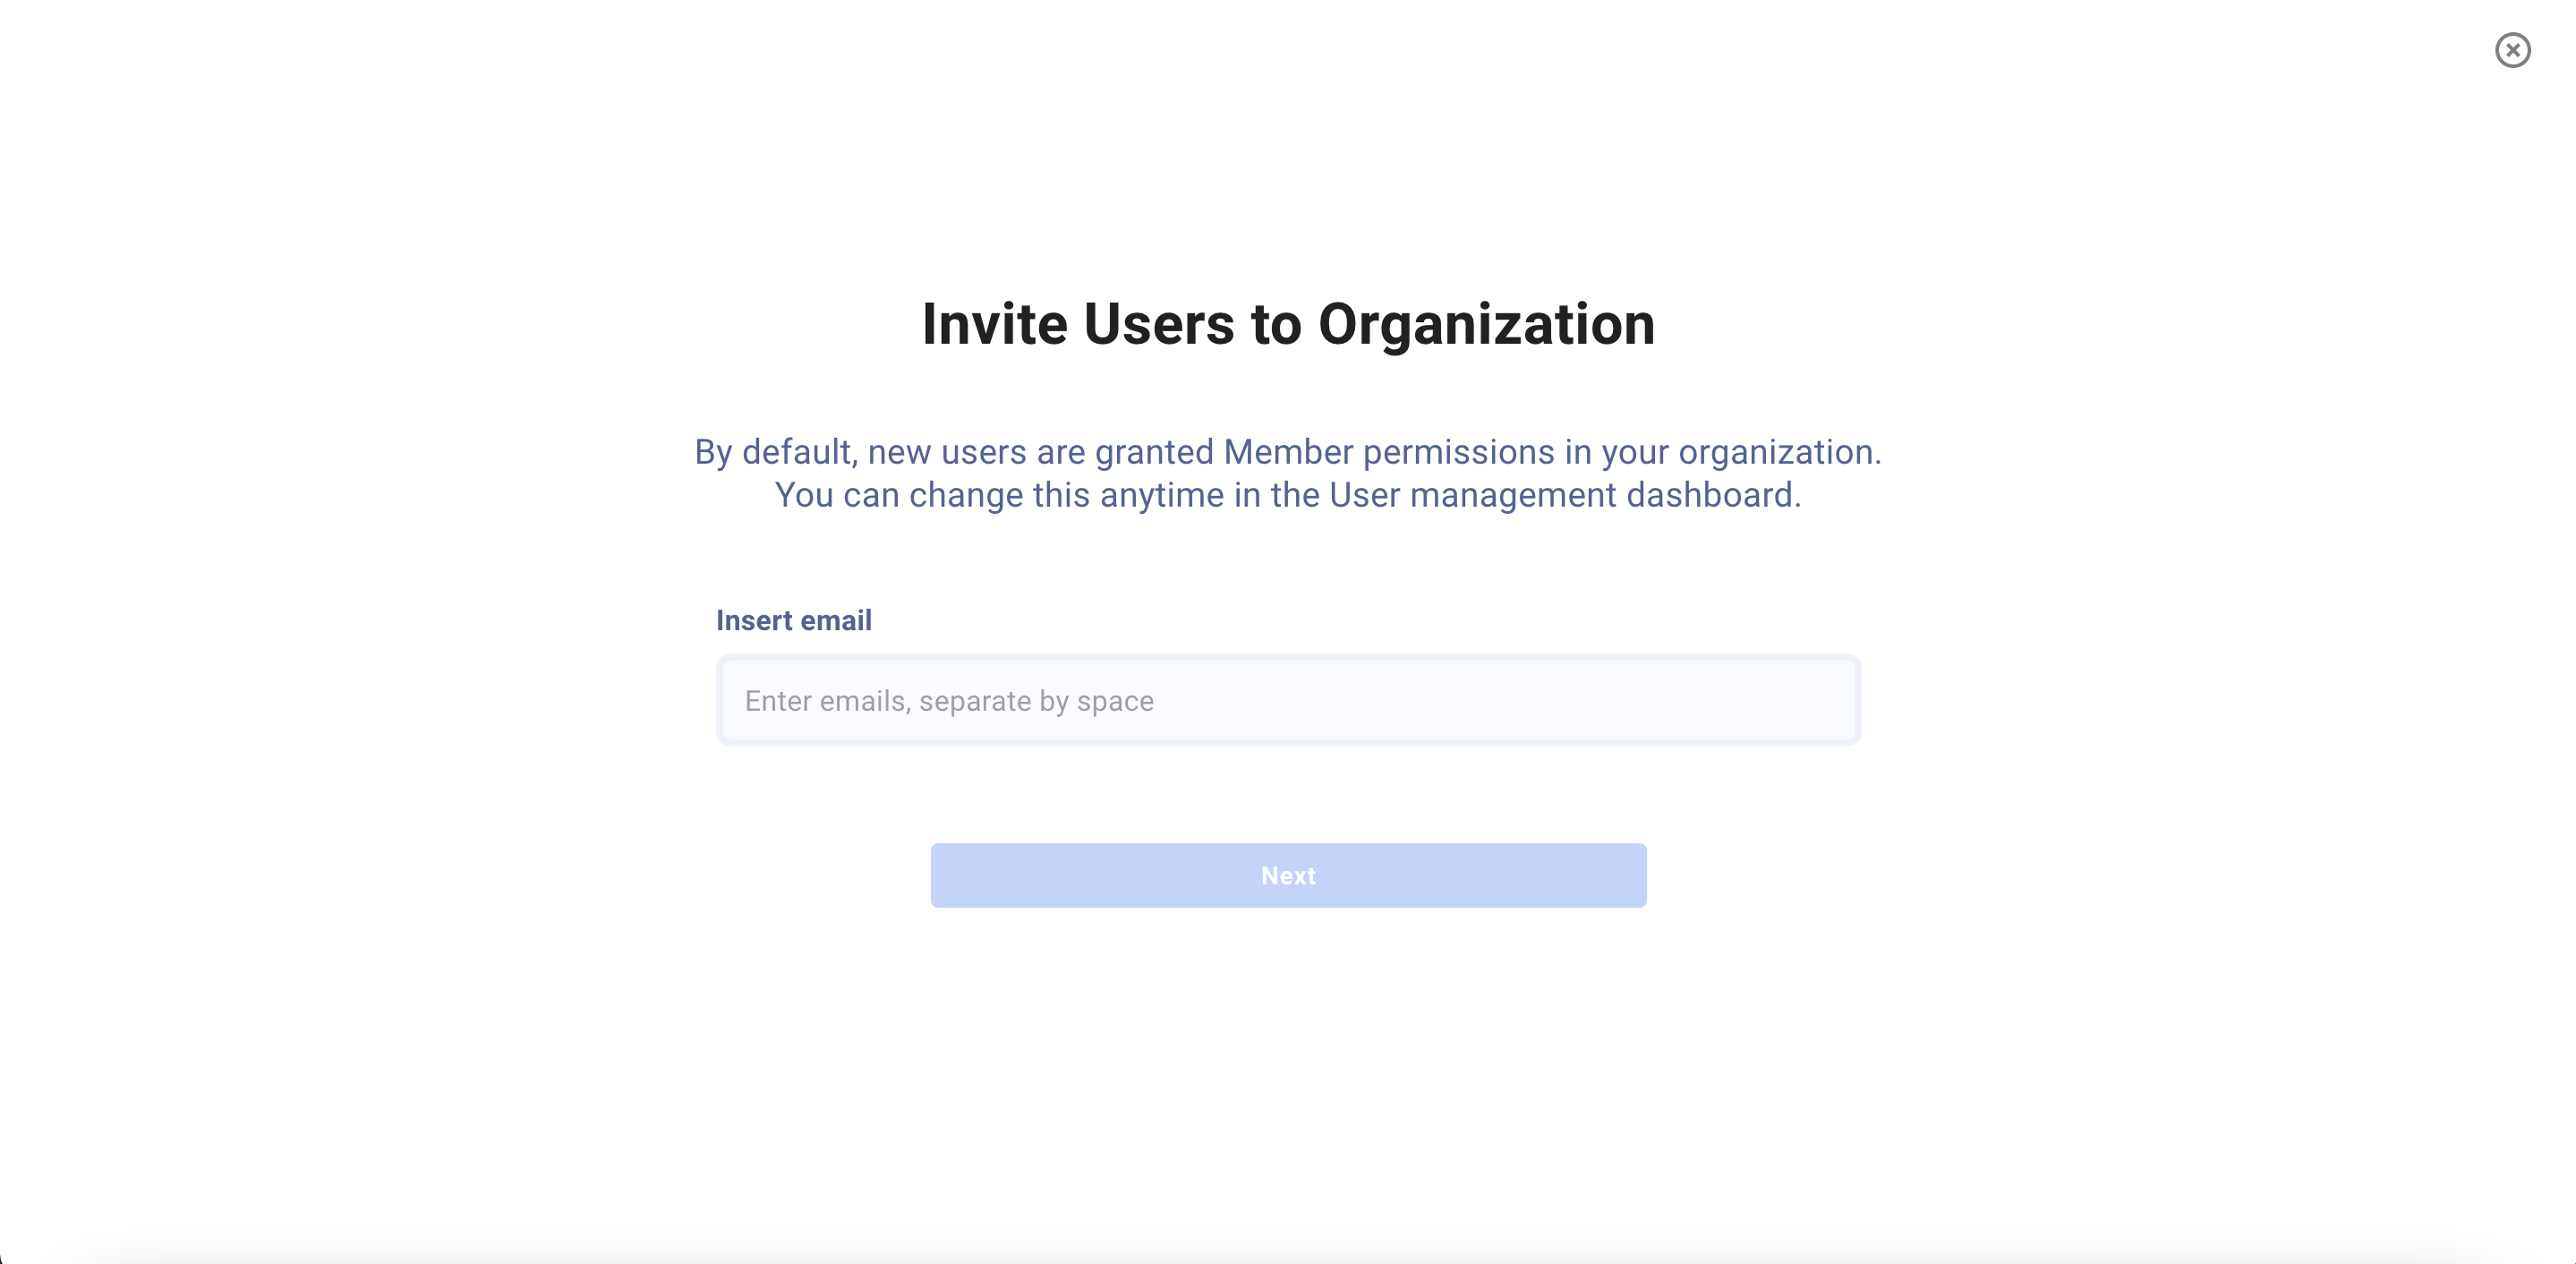 Invite Users to Organization
By default, new users are granted Member permissions in your organization.
You can change this anytime in the User management dashboard.
Insert email
Enter emails, separate by space
Next